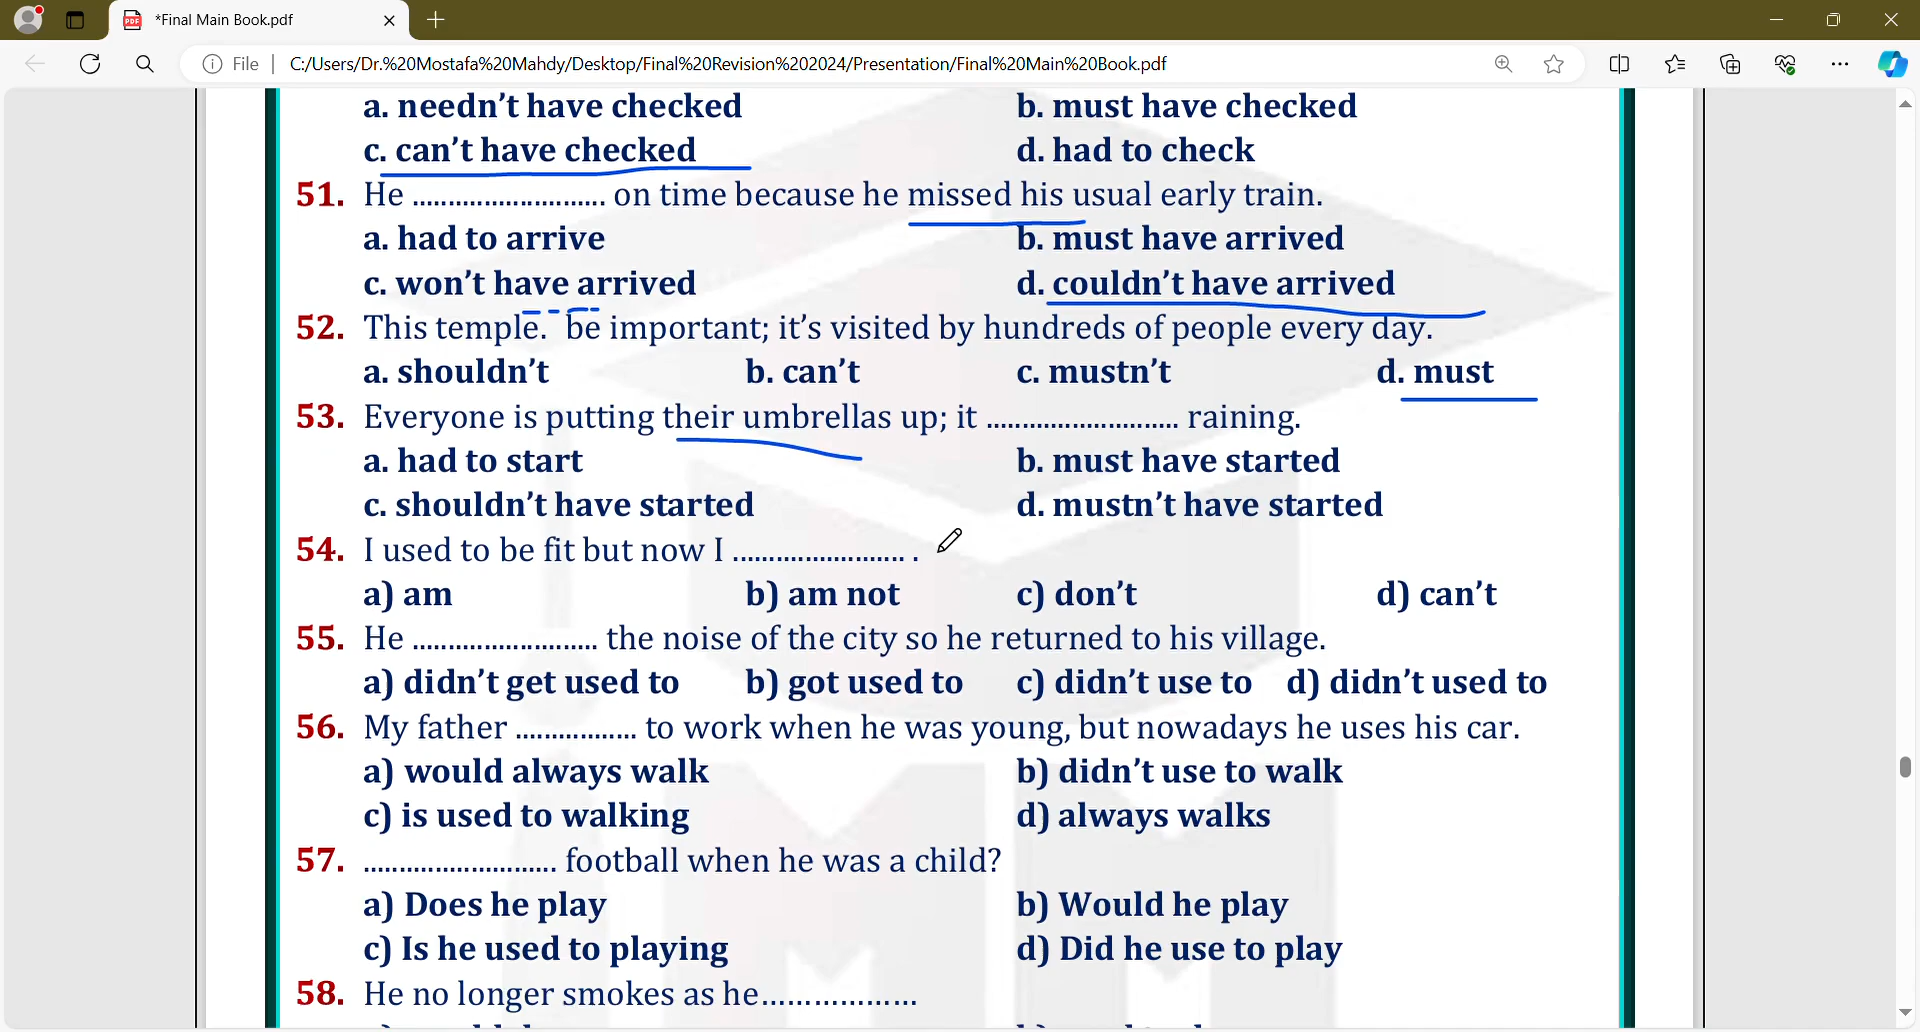 *Final Main Book.pdf
File
C:/Users/Dr.%20Mostafa%20Mahdy/Desktop/Final%20Revision%202024/Presentation/Final%20Main%20Book.pdf
a. needn't have checked b. must have checked
c. can't have checked d. had to check
51. He ........................... on time because he missed his usual early train.
a. had to arrive b. must have arrived
c. won't have arrived d. couldn't have arrived
52. This temple. be important; it's visited by hundreds of people every day.
a. shouldn't b. can't c. mustn't d. must
53. Everyone is putting their umbrellas up; it ........................... raining.
a. had to start b. must have started
c. shouldn't have started d. mustn't have started
54. I used to be fit but now I ........................ .
a) am b) am not c) don't d) can't
55. He .......................... the noise of the city so he returned to his village.
a) didn't get used to b) got used to c) didn't use to d) didn't used to
56. My father ................. to work when he was young, but nowadays he uses his car.
a) would always walk b) didn't use to walk
c) is used to walking d) always walks
57. ........................... football when he was a child?
a) Does he play b) Would he play
c) Is he used to playing d) Did he use to play
58. He no longer smokes as he..................